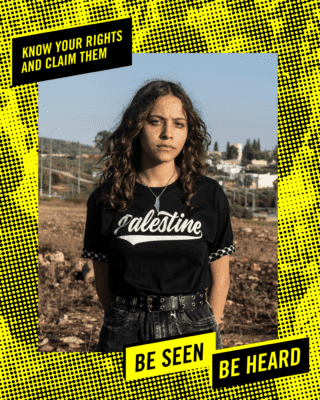 KNOW YOUR RIGHTS
AND CLAIM THEM
Palestine
BE SEEN
BE HEARD